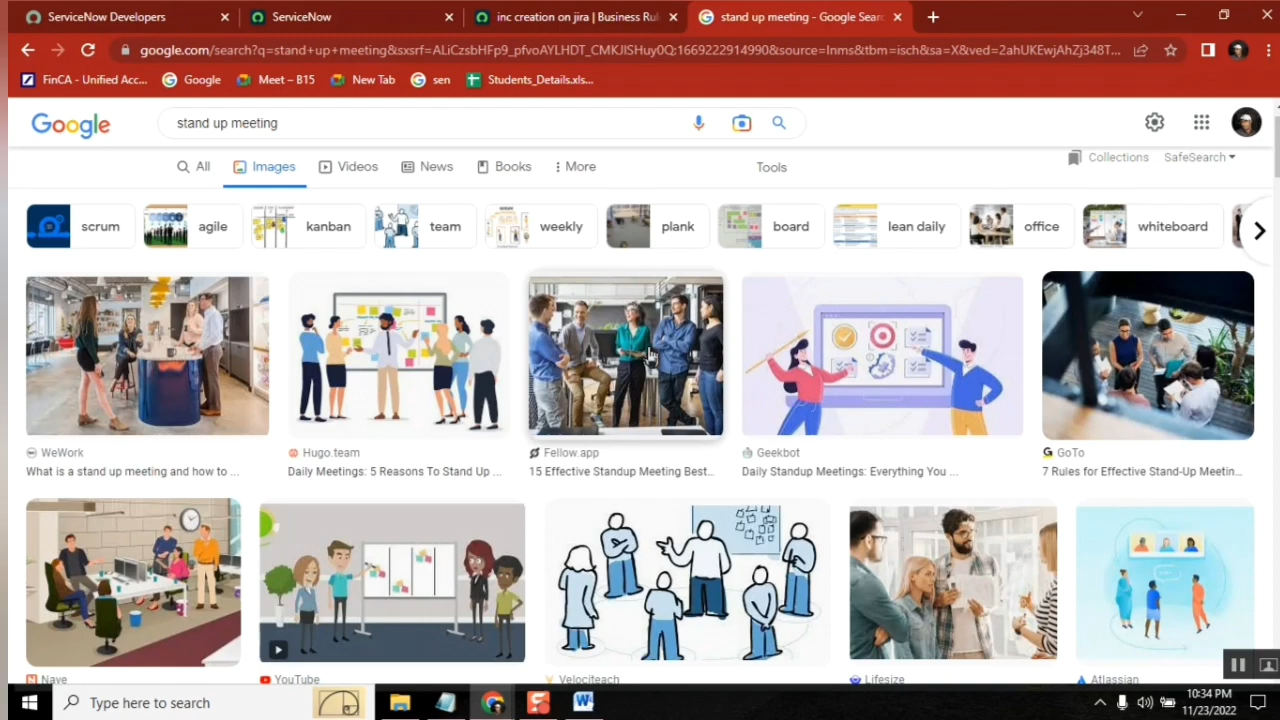 ServiceNow Developers
ServiceNow
inc creation on jira | Business Rul
stand up meeting - Google Sear
google.com/search?q=stand+up+meeting&sxsrf=ALiCzsbHFp9_pfvoAYLHDT_CMKJlSHuy0Q:1669222914990&source=lnms&tbm=isch&sa=X&ved=2ahUKEwjAhZj348T...
FinCA - Unified Acc...
Google
Meet – B15
New Tab
sen
Students_Details.xls...
Google
stand up meeting
All
Images
Videos
News
Books
More
Tools
Collections
SafeSearch
scrum
agile
kanban
team
weekly
plank
board
lean daily
office
whiteboard
WeWork
What is a stand up meeting and how to ...
Hugo.team
Daily Meetings: 5 Reasons To Stand Up ...
Fellow.app
15 Effective Standup Meeting Best...
Geekbot
Daily Standup Meetings: Everything You ...
GoTo
7 Rules for Effective Stand-Up Meetin...
Nave
YouTube
Velociteach
Lifesize
Atlassian
Type here to search
10:34 PM
11/23/2022